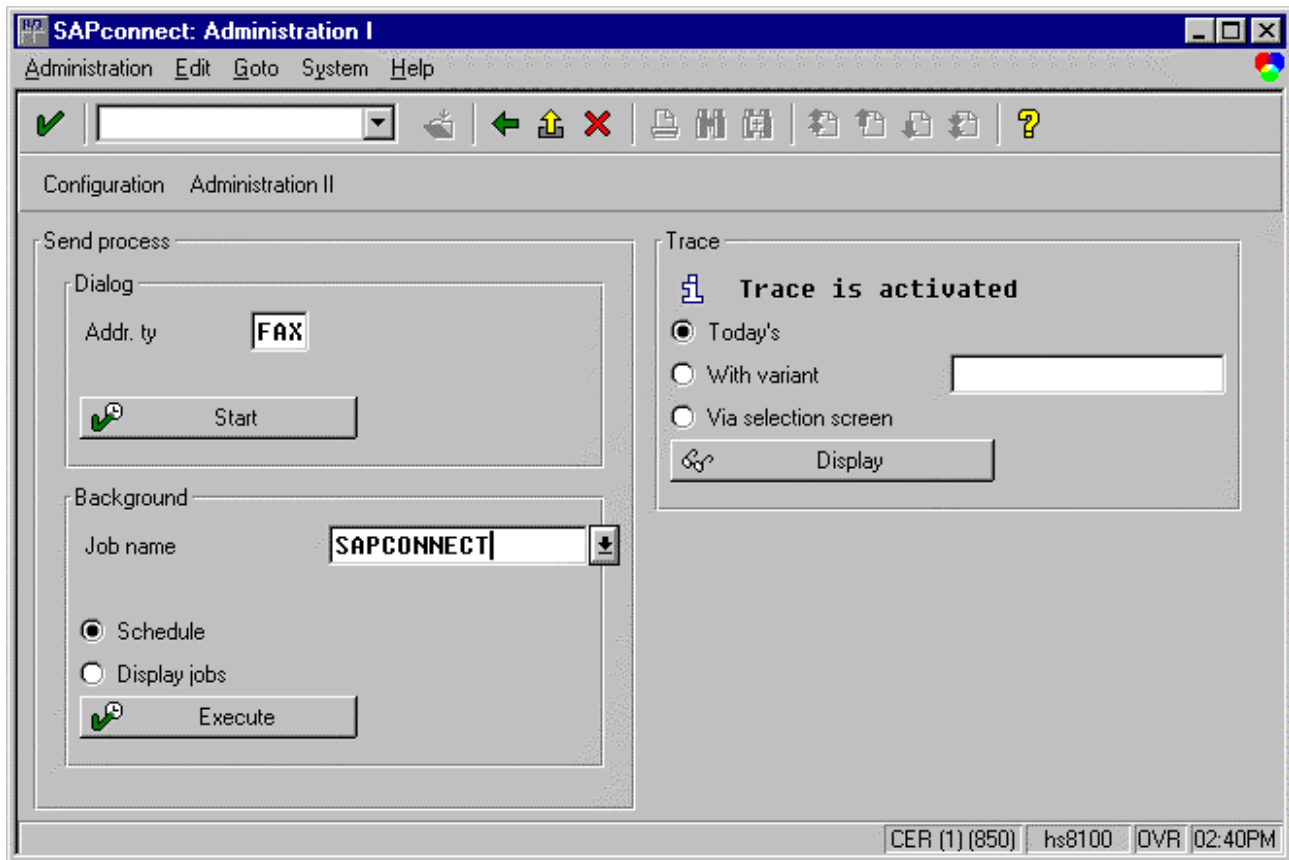 SAPconnect: Administration I
Administration Edit Goto System Help
Configuration Administration II
Send process
Dialog
Addr. ty FAX
Start
Background
Job name SAPCONNECT
Schedule
Display jobs
Execute
Trace
Trace is activated
Today's
With variant
Via selection screen
Display
CER (1) (850) hs8100 OVR 02:40PM